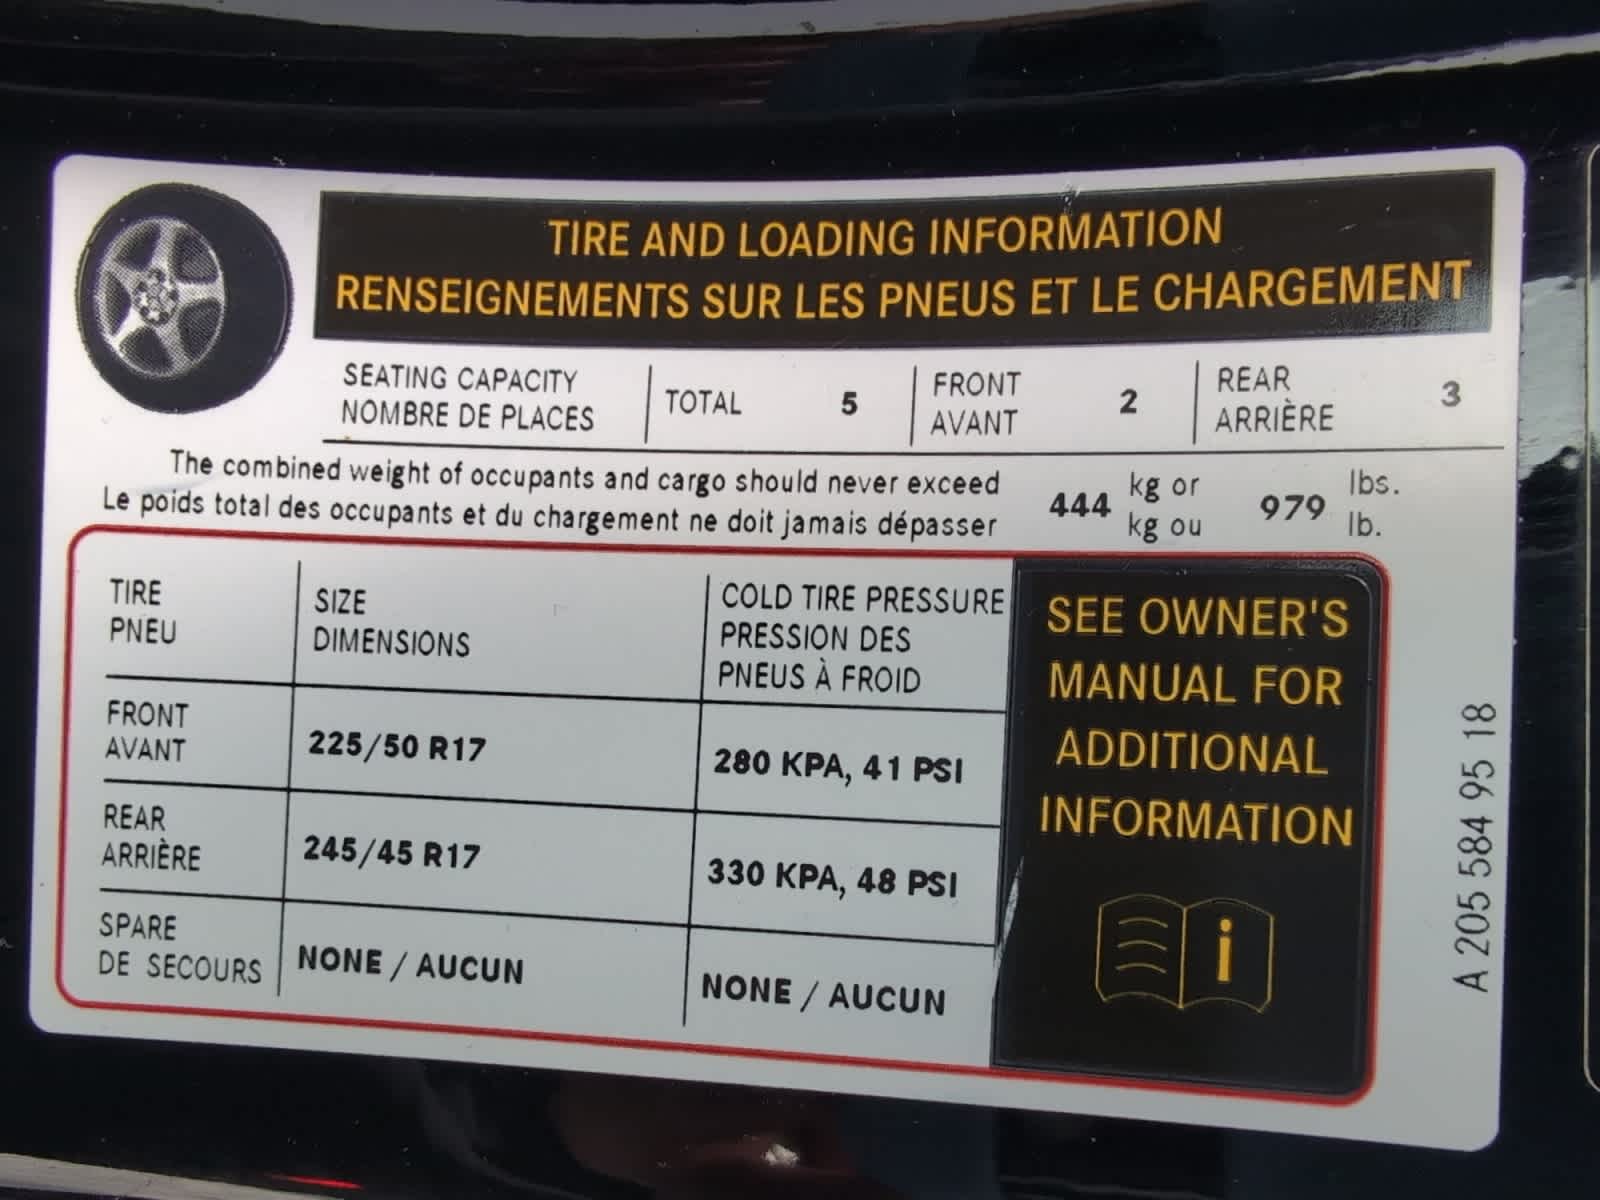 TIRE AND LOADING INFORMATION
RENSEIGNEMENTS SUR LES PNEUS ET LE CHARGEMENT
SEATING CAPACITY
NOMBRE DE PLACES
TOTAL 5
FRONT
AVANT
2
REAR
ARRIÈRE
3
The combined weight of occupants and cargo should never exceed
Le poids total des occupants et du chargement ne doit jamais dépasser
444
kg or
kg ou
979
lbs.
lb.
TIRE
PNEU
SIZE
DIMENSIONS
COLD TIRE PRESSURE
PRESSION DES
PNEUS À FROID
FRONT
AVANT
225/50 R17
280 KPA, 41 PSI
REAR
ARRIÈRE
245/45 R17
330 KPA, 48 PSI
SPARE
DE SECOURS
NONE / AUCUN
NONE / AUCUN
SEE OWNER'S
MANUAL FOR
ADDITIONAL
INFORMATION
i
A 205 584 95 18